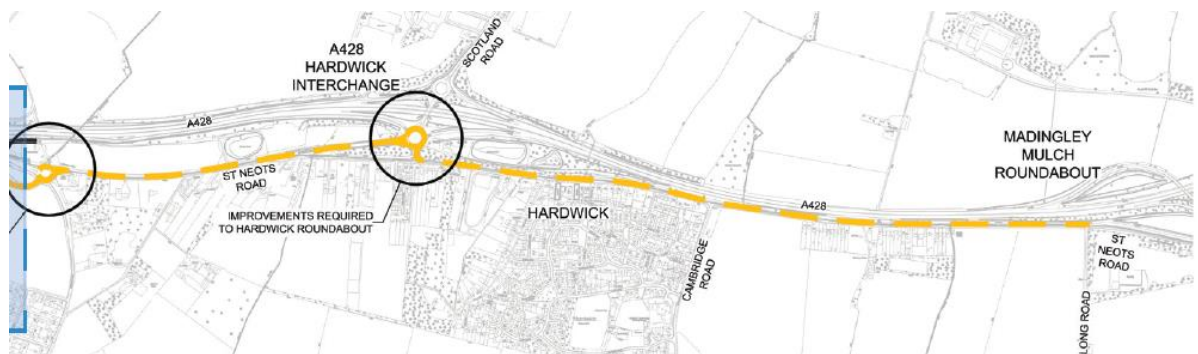 A428
HARDWICK
INTERCHANGE
SCOTLAND
ROAD
A428
ST NEOTS
ROAD
IMPROVEMENTS REQUIRED
TO HARDWICK ROUNDABOUT
HARDWICK
CAMBRIDGE
ROAD
A428
MADINGLEY
MULCH
ROUNDABOUT
ST
NEOTS
ROAD
LONG ROAD